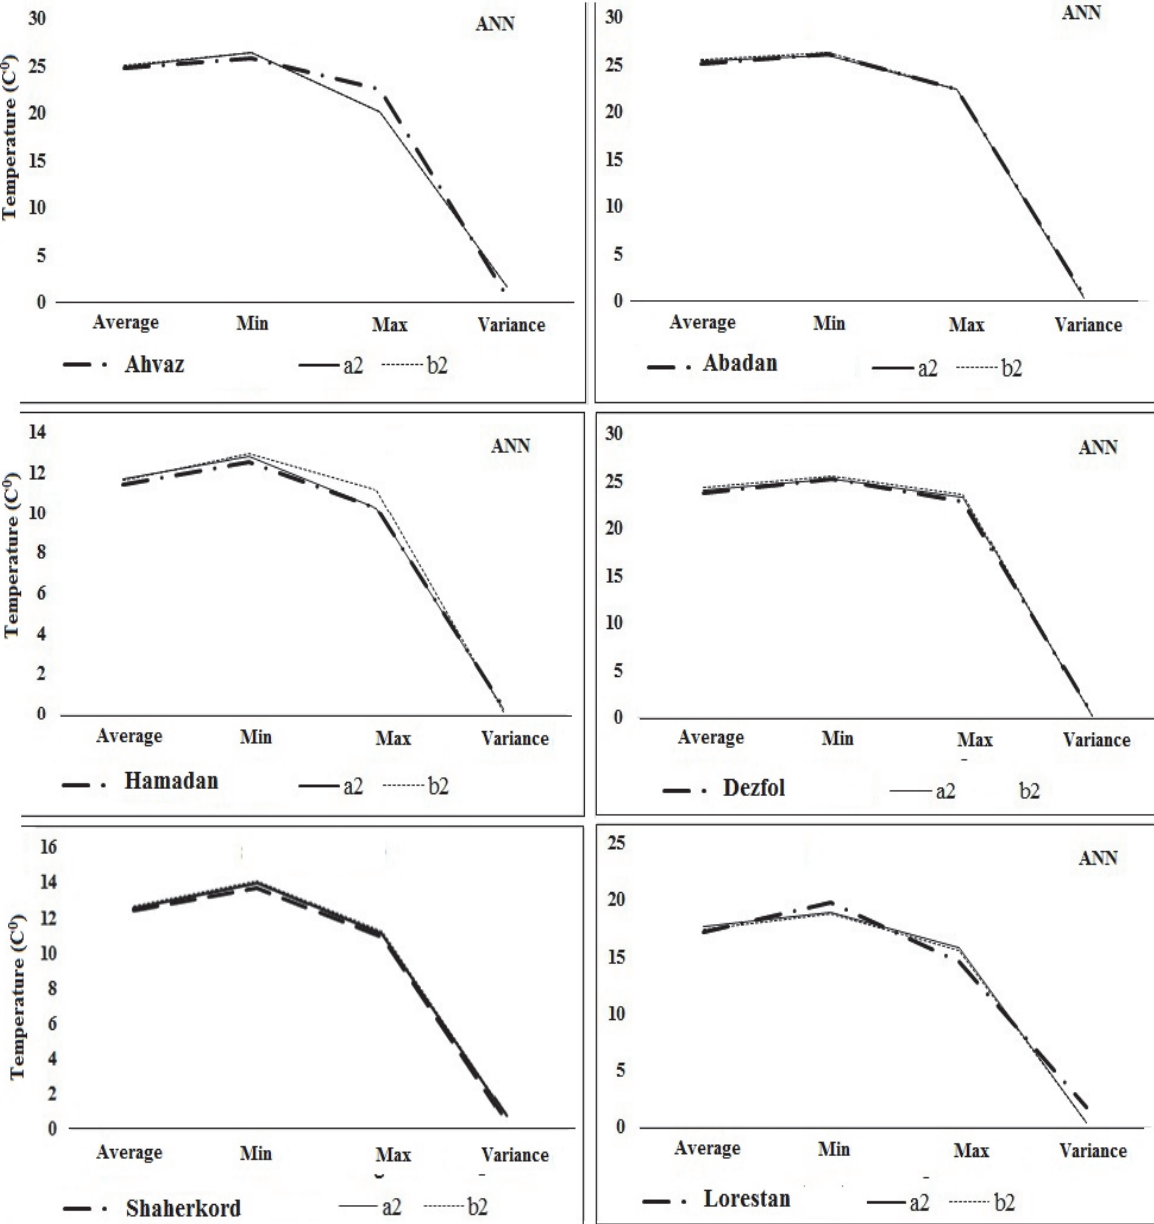 30
25
20
15
10
5
0
Temperature (C⁰)
ANN
Average Min Max Variance
Ahvaz a2 b2
30
25
20
15
10
5
0
ANN
Average Min Max Variance
Abadan a2 b2
14
12
10
8
6
4
2
0
Temperature (C⁰)
ANN
Average Min Max Variance
Hamadan a2 b2
30
25
20
15
10
5
0
ANN
Average Min Max Variance
Dezfol a2 b2
16
14
12
10
8
6
4
2
0
Temperature (C⁰)
Average Min Max Variance
Shaherkord a2 b2
25
20
15
10
5
0
ANN
Average Min Max Variance
Lorestan a2 b2